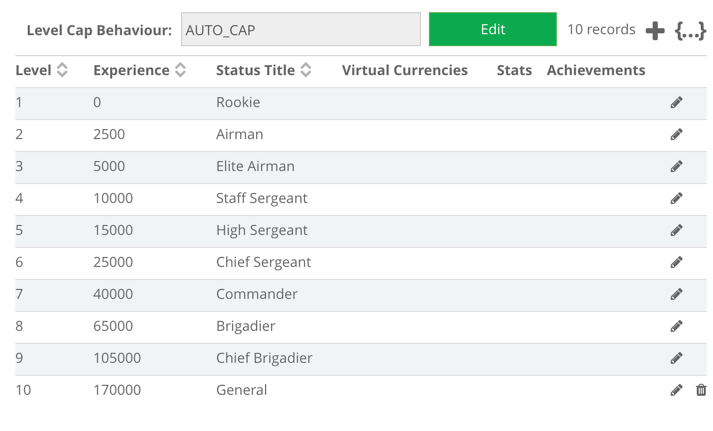 Level Cap Behaviour: AUTO_CAP Edit 10 records {...}
Level Experience Status Title Virtual Currencies Stats Achievements
1 0 Rookie
2 2500 Airman
3 5000 Elite Airman
4 10000 Staff Sergeant
5 15000 High Sergeant
6 25000 Chief Sergeant
7 40000 Commander
8 65000 Brigadier
9 105000 Chief Brigadier
10 170000 General